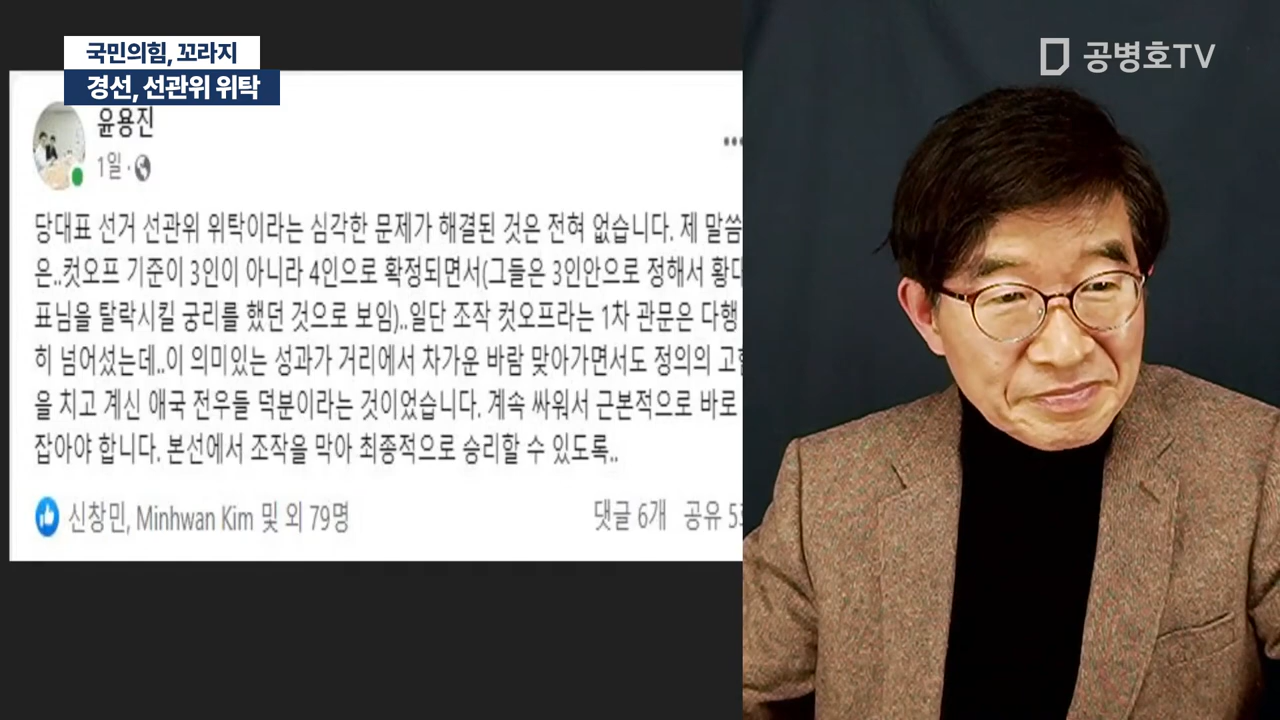 국민의힘, 꼬라지
경선, 선관위 위탁
공병호TV
윤용진
1일 ·
당대표 선거 선관위 위탁이라는 심각한 문제가 해결된 것은 전혀 없습니다. 제 말씀
은..컷오프 기준이 3인이 아니라 4인으로 확정되면서(그들은 3인안으로 정해서 황대
표님을 탈락시킬 궁리를 했던 것으로 보임)..일단 조작 컷오프라는 1차 관문은 다행
히 넘어섰는데..이 의미있는 성과가 거리에서 차가운 바람 맞아가면서도 정의의 고함
을 치고 계신 애국 전우들 덕분이라는 것이었습니다. 계속 싸워서 근본적으로 바로
잡아야 합니다. 본선에서 조작을 막아 최종적으로 승리할 수 있도록..
신창민, Minhwan Kim 및 외 79명
댓글 6개 공유